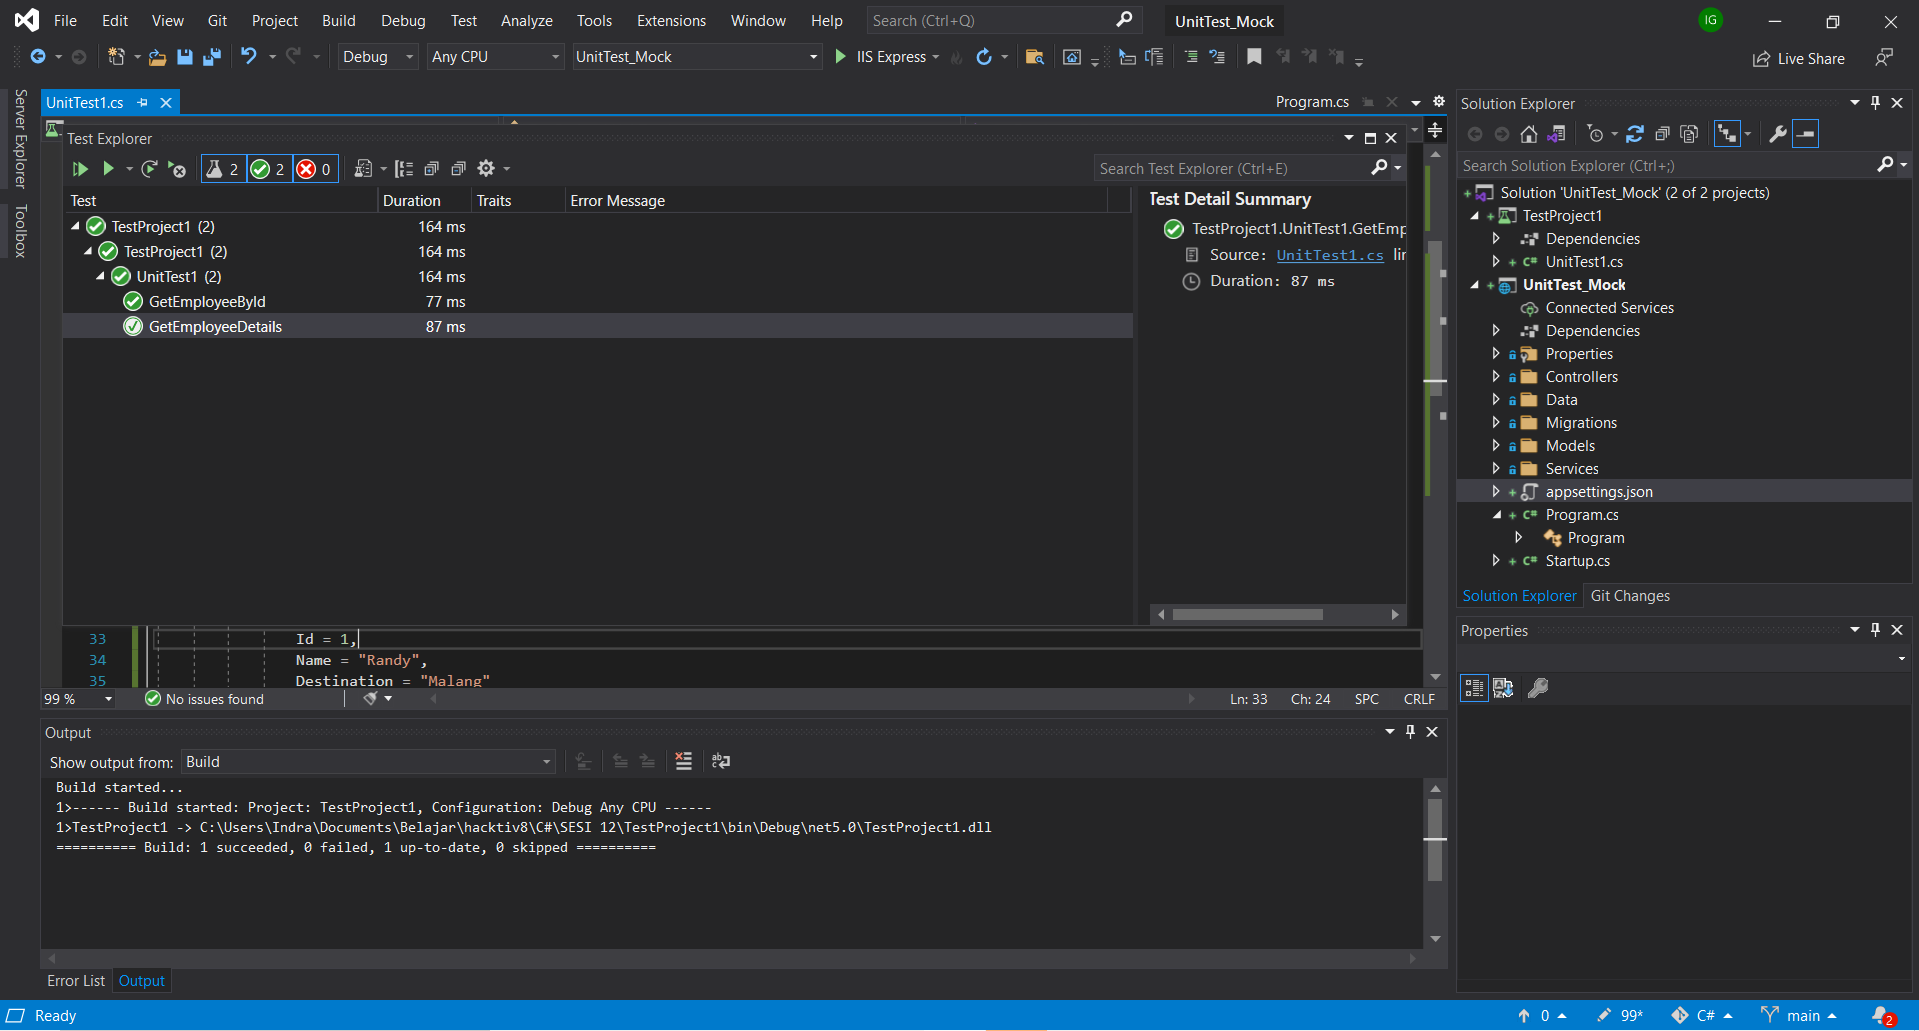 File Edit View Git Project Build Debug Test Analyze Tools Extensions Window Help Search (Ctrl+Q) UnitTest_Mock IG
Debug Any CPU UnitTest_Mock IIS Express Live Share
Server Explorer
Toolbox
UnitTest1.cs Program.cs
Test Explorer
2 2 0 Search Test Explorer (Ctrl+E)
Test Duration Traits Error Message
TestProject1 (2) 164 ms
TestProject1 (2) 164 ms
UnitTest1 (2) 164 ms
GetEmployeeById 77 ms
GetEmployeeDetails 87 ms
Test Detail Summary
TestProject1.UnitTest1.GetEmp
Source: UnitTest1.cs lin
Duration: 87 ms
33 Id = 1,
34 Name = "Randy",
35 Destination = "Malang"
99 % No issues found Ln: 33 Ch: 24 SPC CRLF
Output
Show output from: Build
Build started...
1>------ Build started: Project: TestProject1, Configuration: Debug Any CPU ------
1>TestProject1 -> C:\Users\Indra\Documents\Belajar\hacktiv8\C#\SESI 12\TestProject1\bin\Debug\net5.0\TestProject1.dll
========== Build: 1 succeeded, 0 failed, 1 up-to-date, 0 skipped ==========
Error List Output
Solution Explorer
Search Solution Explorer (Ctrl+;)
Solution 'UnitTest_Mock' (2 of 2 projects)
TestProject1
Dependencies
C# UnitTest1.cs
UnitTest_Mock
Connected Services
Dependencies
Properties
Controllers
Data
Migrations
Models
Services
appsettings.json
C# Program.cs
Program
C# Startup.cs
Solution Explorer Git Changes
Properties
Ready 0 99* C# main 2